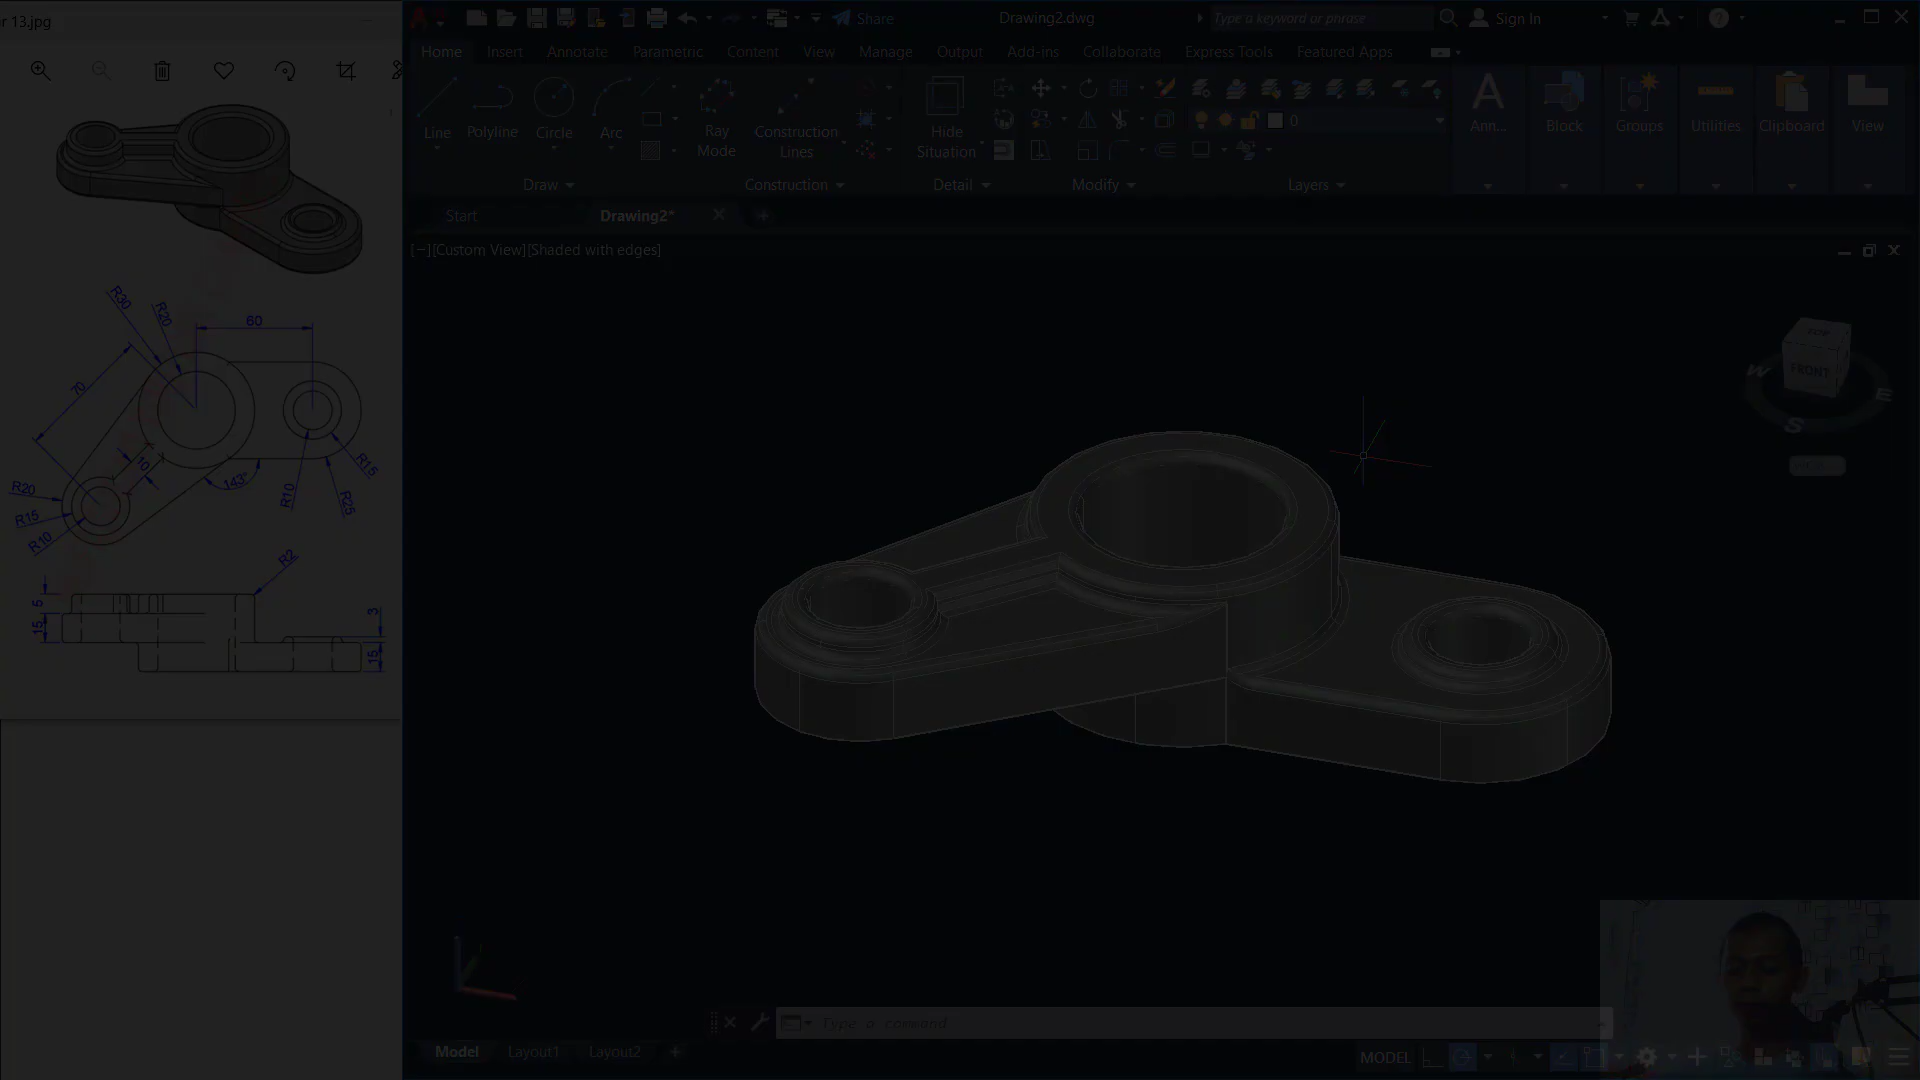 r 13.jpg
R30
R20
60
70
10
143°
R20
R15
R10
R10
R15
R25
R2
5
15
3
15
Share
Drawing2.dwg
Type a keyword or phrase
Sign In
Home Insert Annotate Parametric Content View Manage Output Add-ins Collaborate Express Tools Featured Apps
Line Polyline Circle Arc
Ray Mode
Construction Lines
Hide Situation
0
Ann... Block Groups Utilities Clipboard View
Draw Construction Detail Modify Layers
Start Drawing2*
[−][Custom View][Shaded with edges]
TOP
FRONT
W
E
S
Type a command
Model Layout1 Layout2
MODEL